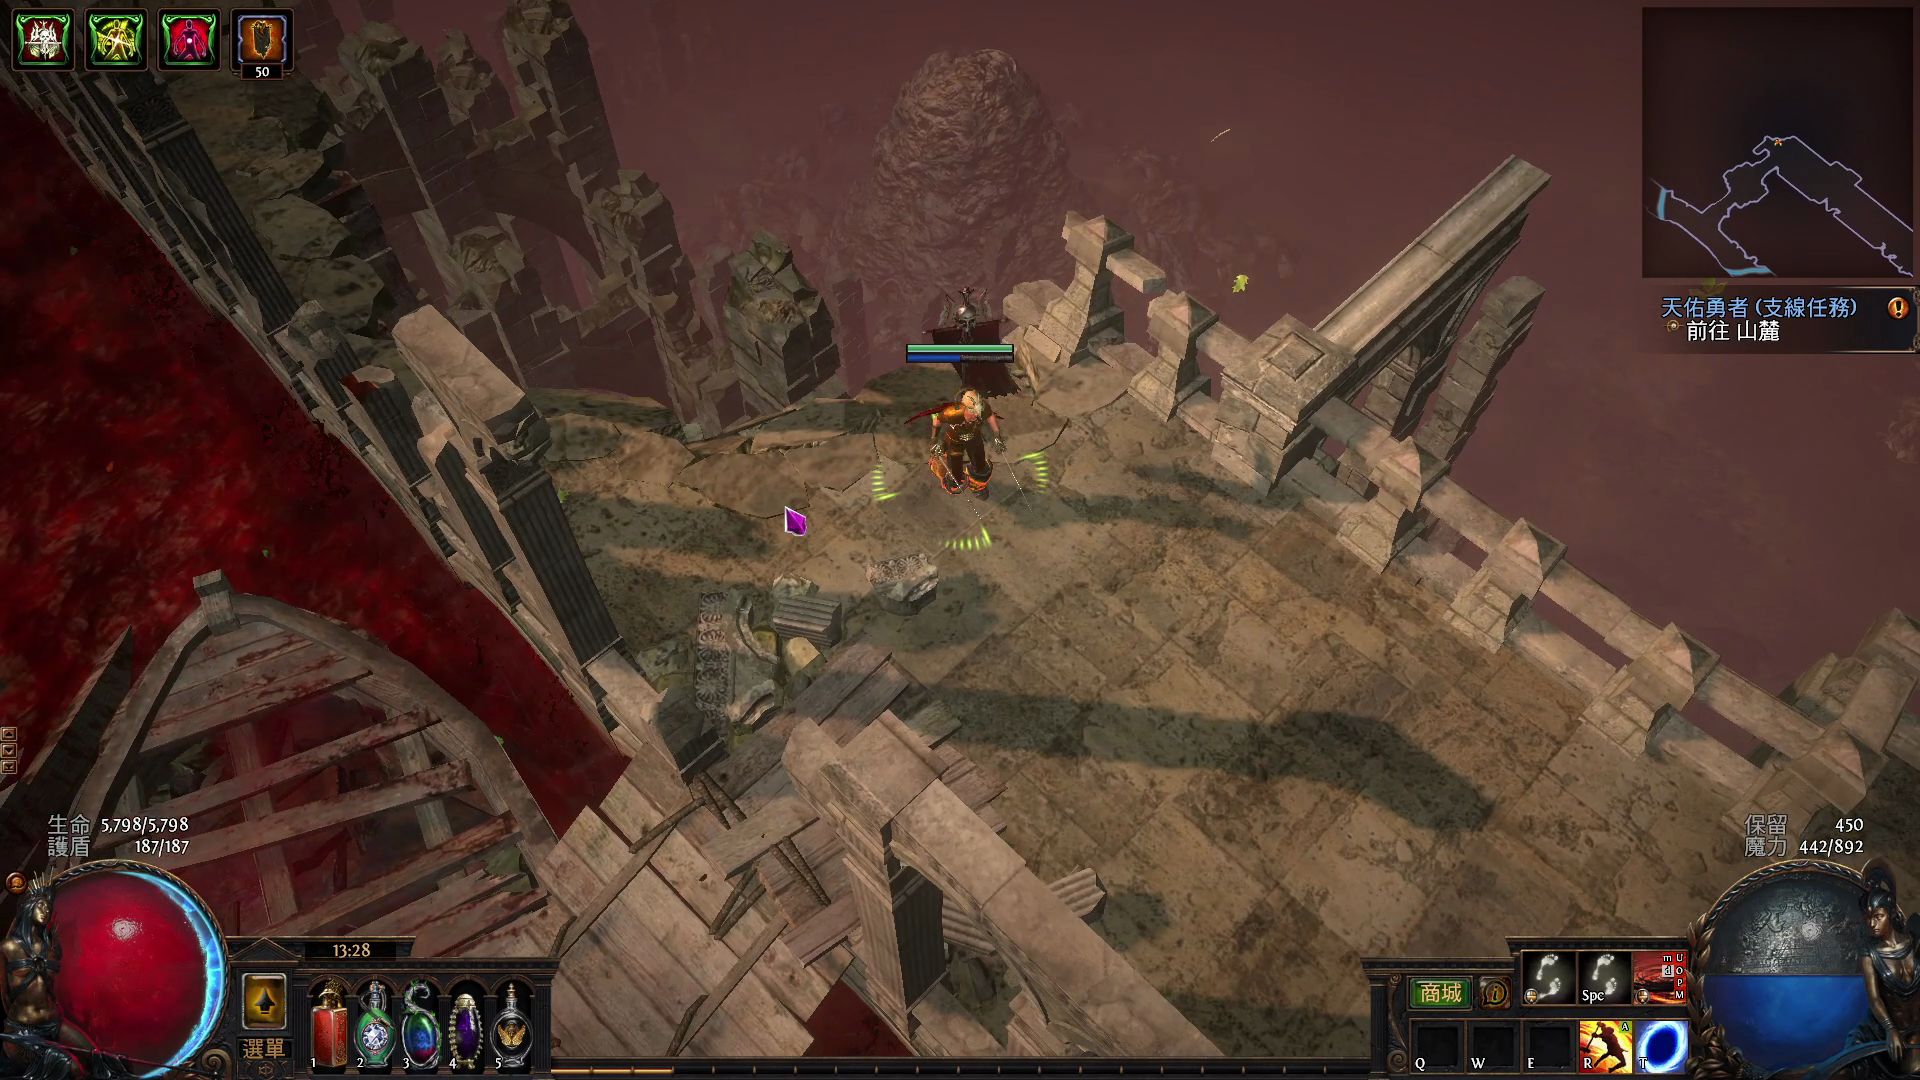 50
天佑勇者 (支線任務)
前往 山麓
生命 5,798/5,798
護盾 187/187
保留 450
魔力 442/892
13:28
選單
1 2 3 4 5
商城
Spc
m U
d O
P
M
Q W E R A T